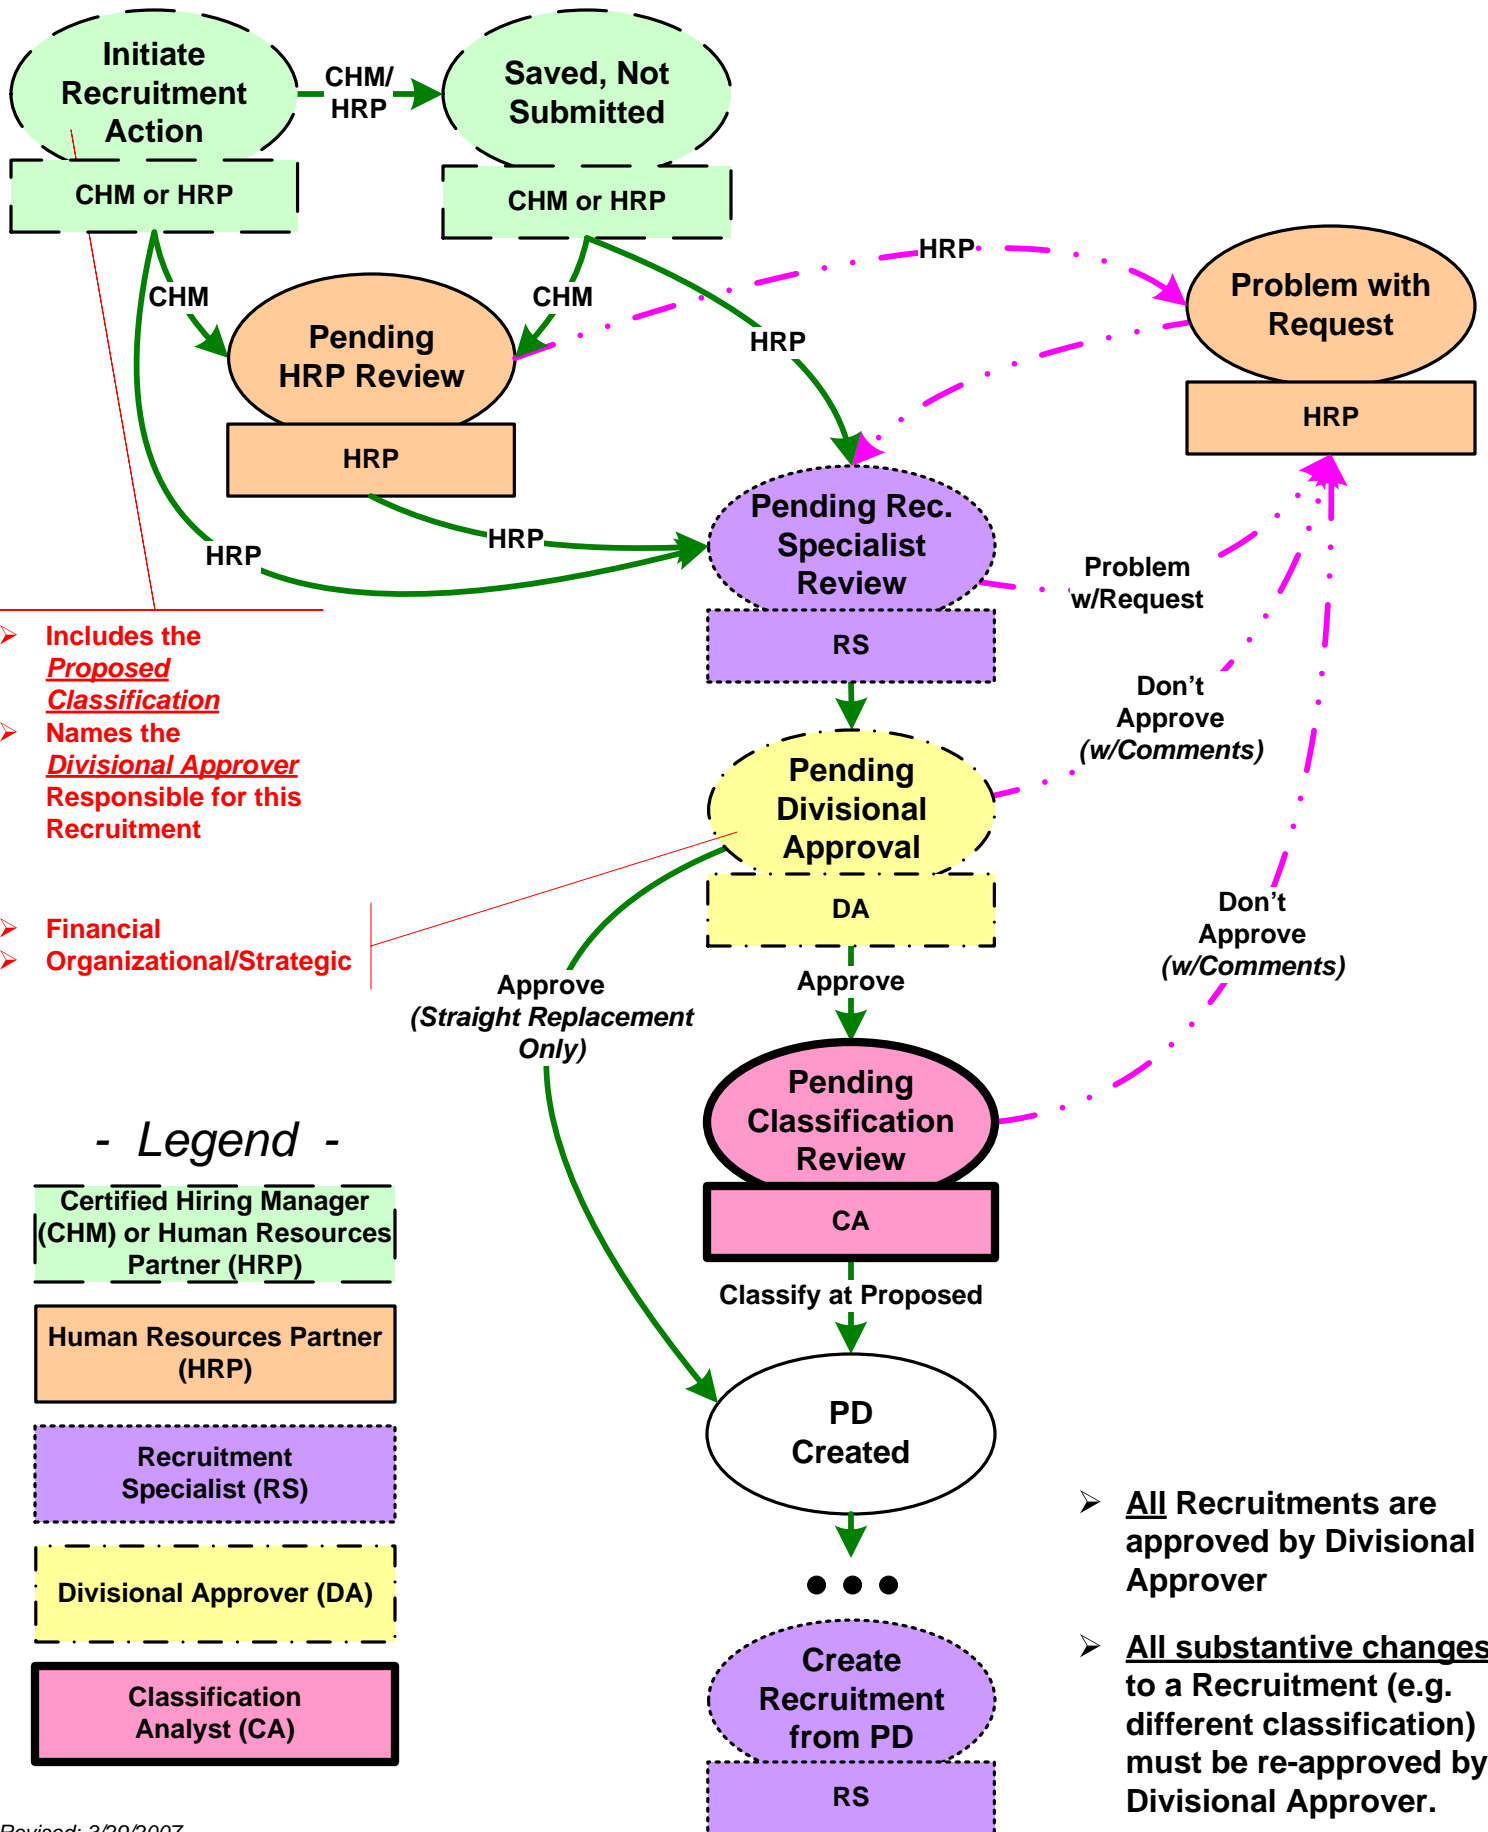 Initiate
Recruitment
Action
CHM or HRP
CHM/
HRP
Saved, Not
Submitted
CHM or HRP
CHM
CHM
HRP
HRP
Pending
HRP Review
HRP
Problem with
Request
HRP
HRP
HRP
Pending Rec.
Specialist
Review
RS
Problem
w/Request
➢ Includes the
Proposed
Classification
➢ Names the
Divisional Approver
Responsible for this
Recruitment
Don't
Approve
(w/Comments)
Pending
Divisional
Approval
DA
➢ Financial
➢ Organizational/Strategic
Don't
Approve
(w/Comments)
Approve
(Straight Replacement
Only)
Approve
Pending
Classification
Review
CA
Classify at Proposed
PD
Created
Create
Recruitment
from PD
RS
- Legend -
Certified Hiring Manager
(CHM) or Human Resources
Partner (HRP)
Human Resources Partner
(HRP)
Recruitment
Specialist (RS)
Divisional Approver (DA)
Classification
Analyst (CA)
➢ All Recruitments are
approved by Divisional
Approver
➢ All substantive changes
to a Recruitment (e.g.
different classification)
must be re-approved by
Divisional Approver.
Revised: 3/29/2007